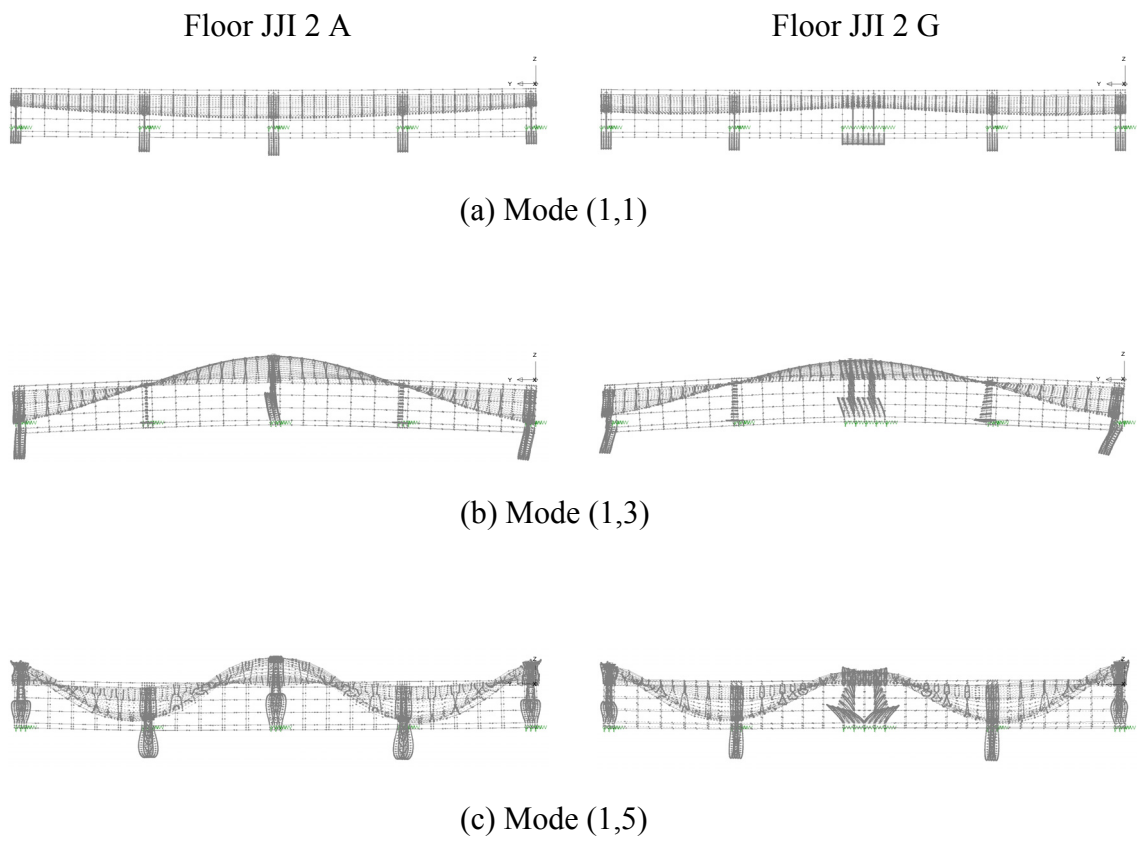 Floor JJI 2 A
Floor JJI 2 G
Z
Y
X
Z
Y
X
(a) Mode (1,1)
Z
Y
X
Z
Y
X
(b) Mode (1,3)
Z
Y
X
Z
Y
X
(c) Mode (1,5)